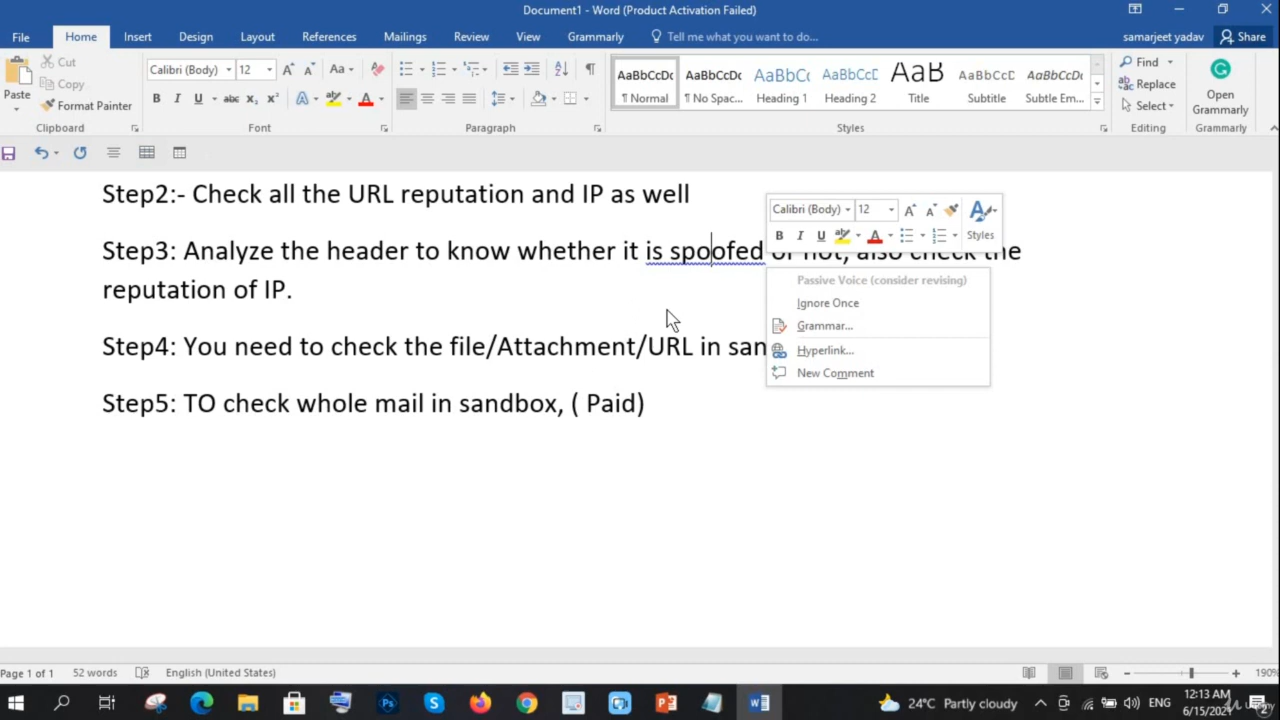 Document1 - Word (Product Activation Failed)
File Home Insert Design Layout References Mailings Review View Grammarly Tell me what you want to do... samarjeet yadav Share
Paste
Cut
Copy
Format Painter
Clipboard
Calibri (Body) 12
Font
Paragraph
AaBbCcDc AaBbCcDc AaBbCc AaBbCcD AaB AaBbCcD AaBbCcDc
¶ Normal ¶ No Spac... Heading 1 Heading 2 Title Subtitle Subtle Em...
Styles
Find
Replace
Select
Editing
Open Grammarly
Grammarly
Step2:- Check all the URL reputation and IP as well
Step3: Analyze the header to know whether it is spoofed or not, also check the
reputation of IP.
Step4: You need to check the file/Attachment/URL in san
Step5: TO check whole mail in sandbox, ( Paid)
Calibri (Body) 12
B I U Styles
Passive Voice (consider revising)
Ignore Once
Grammar...
Hyperlink...
New Comment
Page 1 of 1 52 words English (United States) 190%
24°C Partly cloudy ENG 12:13 AM
6/15/2021